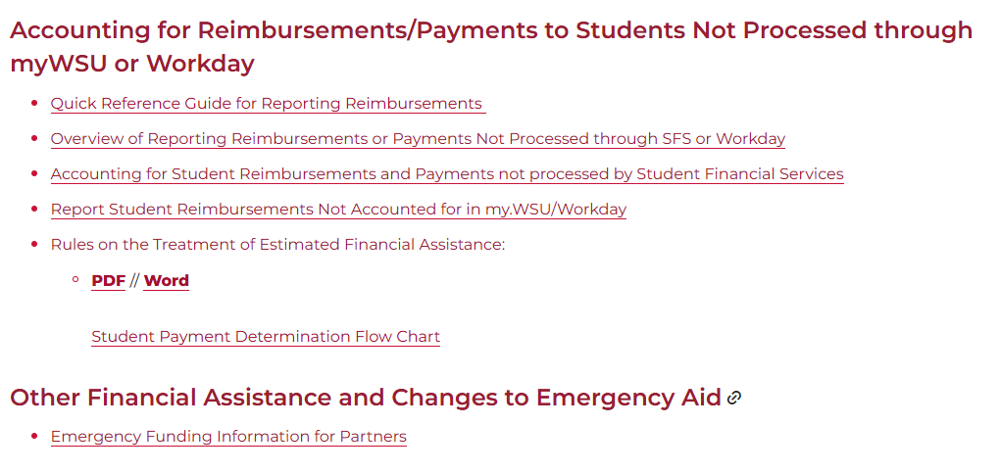 Accounting for Reimbursements/Payments to Students Not Processed through
myWSU or Workday
Quick Reference Guide for Reporting Reimbursements
Overview of Reporting Reimbursements or Payments Not Processed through SFS or Workday
Accounting for Student Reimbursements and Payments not processed by Student Financial Services
Report Student Reimbursements Not Accounted for in my.WSU/Workday
Rules on the Treatment of Estimated Financial Assistance:
PDF // Word
Student Payment Determination Flow Chart
Other Financial Assistance and Changes to Emergency Aid
Emergency Funding Information for Partners